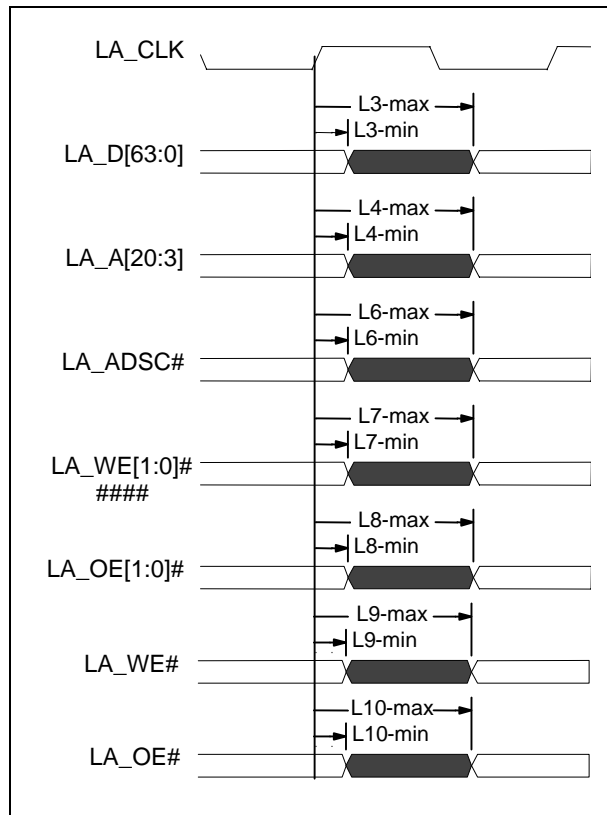 LA_CLK
L3-max
L3-min
LA_D[63:0]
L4-max
L4-min
LA_A[20:3]
L6-max
L6-min
LA_ADSC#
L7-max
L7-min
LA_WE[1:0]#
####
L8-max
L8-min
LA_OE[1:0]#
L9-max
L9-min
LA_WE#
L10-max
L10-min
LA_OE#